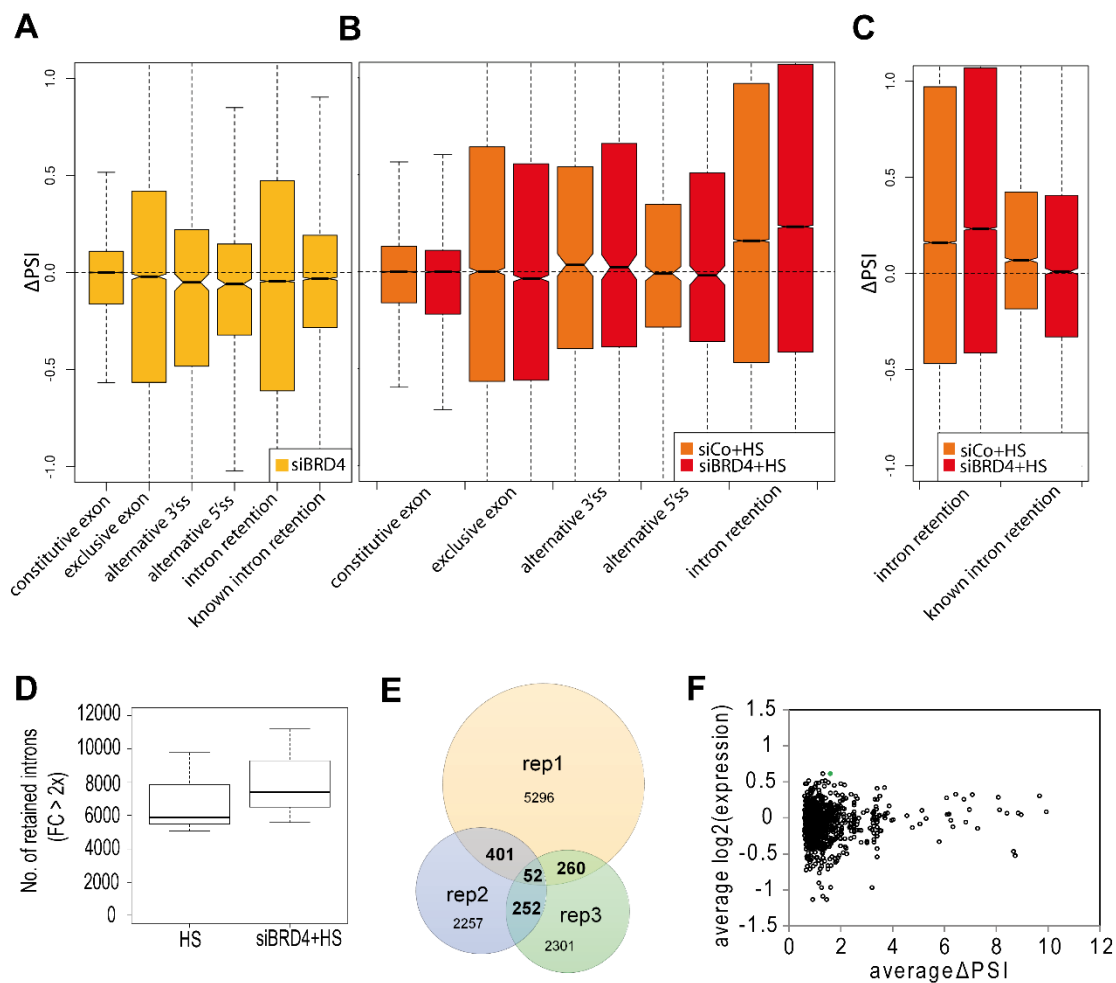 A
B
C
ΔPSI
1.0
0.5
0.0
-0.5
-1.0
siBRD4
constitutive exon
exclusive exon
alternative 3'ss
alternative 5'ss
intron retention
known intron retention
siCo+HS
siBRD4+HS
constitutive exon
exclusive exon
alternative 3'ss
alternative 5'ss
intron retention
ΔPSI
1.0
0.5
0.0
-0.5
-1.0
siCo+HS
siBRD4+HS
intron retention
known intron retention
D
No. of retained introns
(FC > 2x)
12000
10000
8000
6000
4000
2000
0
HS
siBRD4+HS
E
rep1
5296
401
52
260
rep2
2257
252
rep3
2301
F
average log2(expression)
1.5
1
0.5
0
-0.5
-1
-1.5
0
2
4
6
8
10
12
averageΔPSI